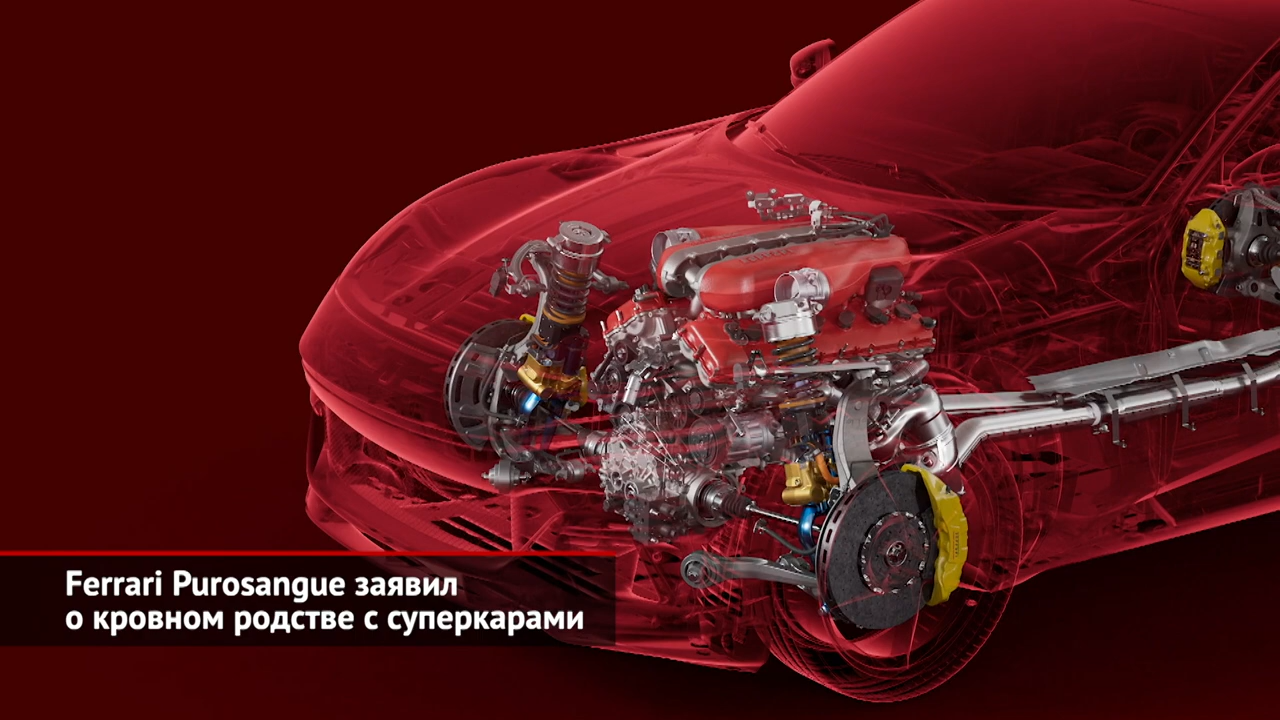 Ferrari Purosangue заявил
о кровном родстве с суперкарами